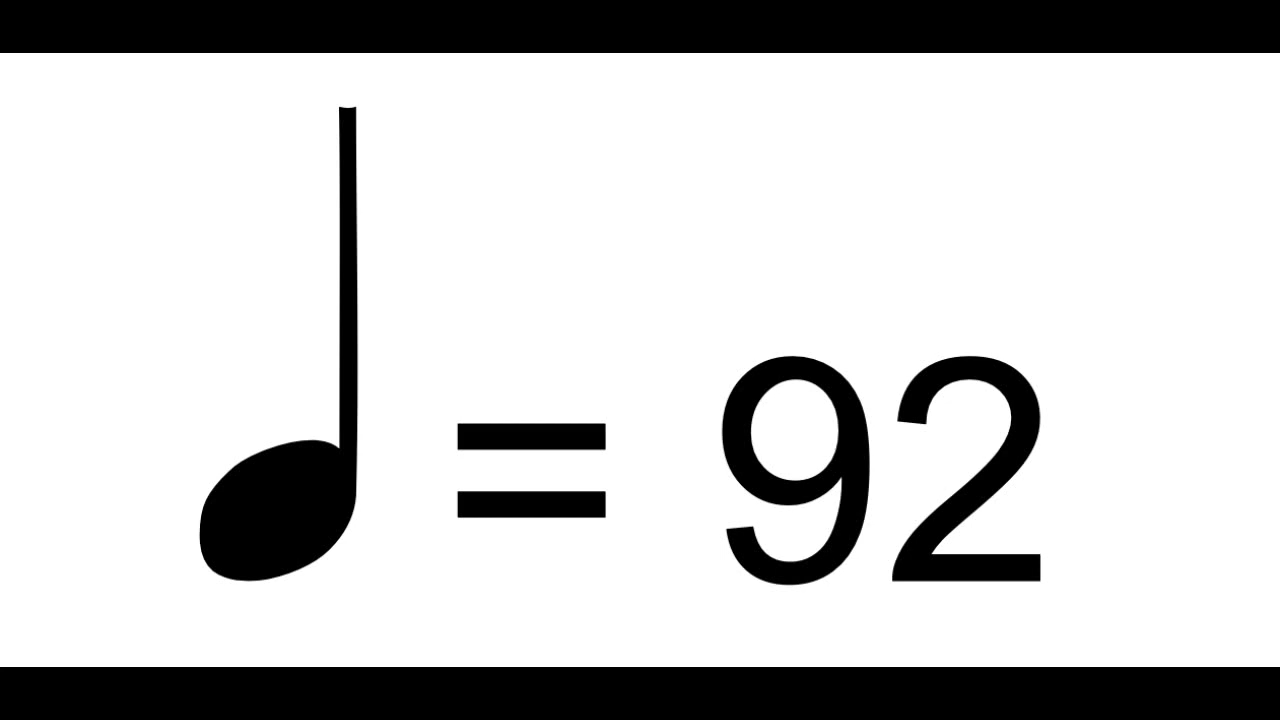 ♩ = 92